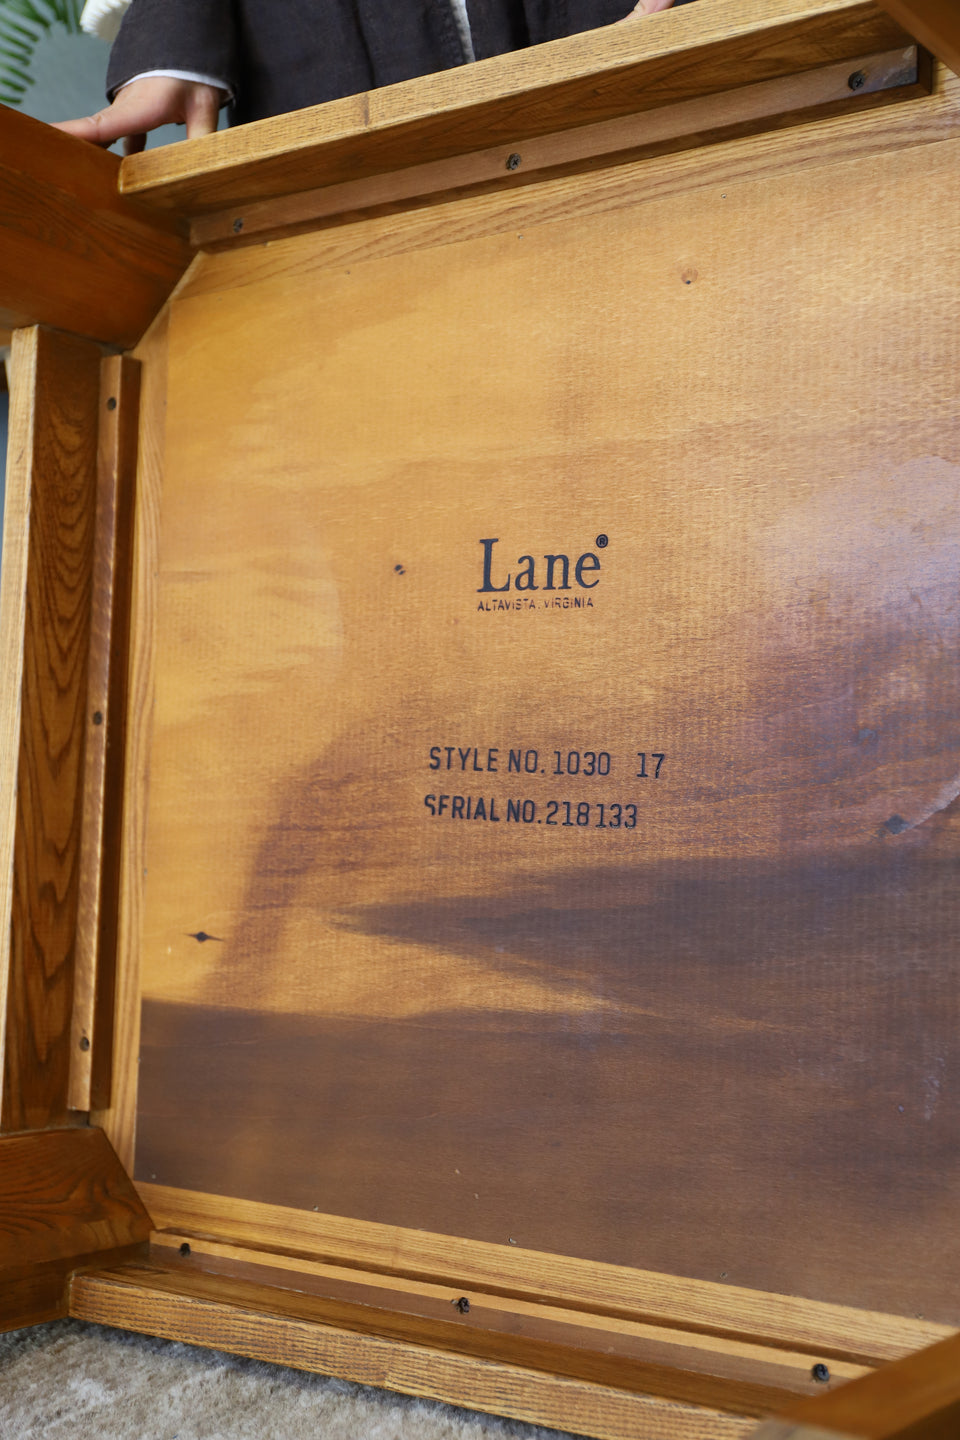 Lane®
ALTAVISTA, VIRGINIA
STYLE NO. 1030 17
SERIAL NO. 218133